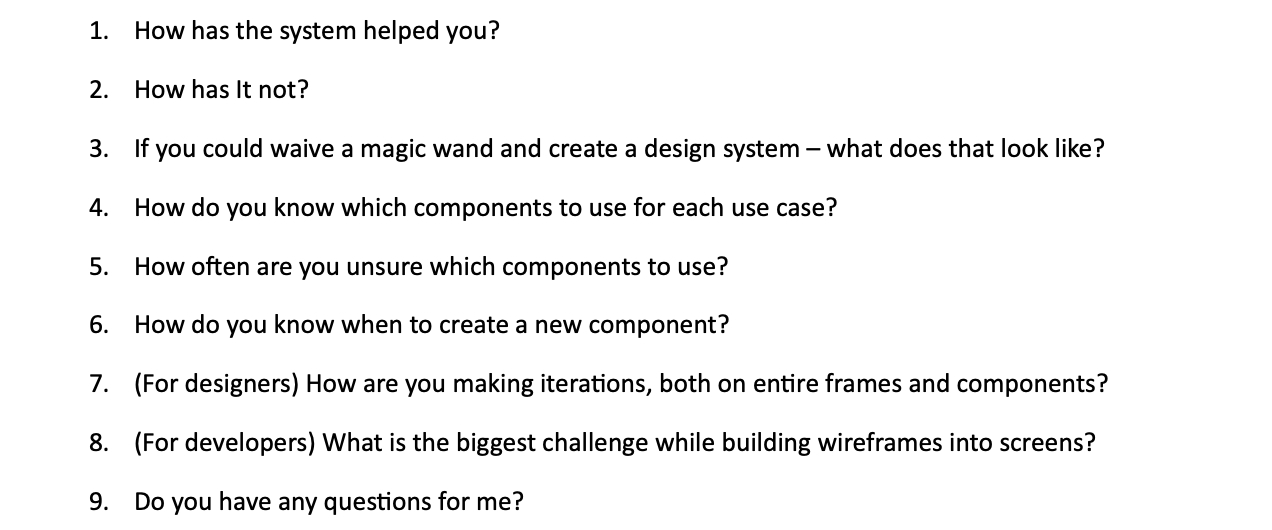 1. How has the system helped you?
2. How has It not?
3. If you could waive a magic wand and create a design system – what does that look like?
4. How do you know which components to use for each use case?
5. How often are you unsure which components to use?
6. How do you know when to create a new component?
7. (For designers) How are you making iterations, both on entire frames and components?
8. (For developers) What is the biggest challenge while building wireframes into screens?
9. Do you have any questions for me?